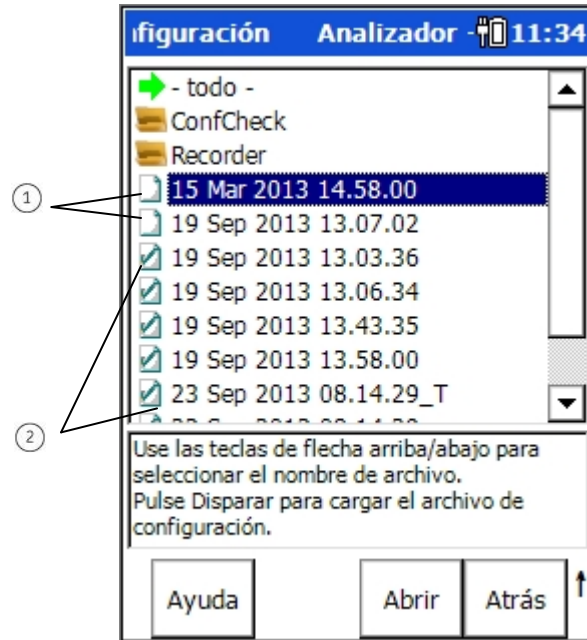 ıfiguración Analizador - 11:34
- todo -
ConfCheck
Recorder
1
15 Mar 2013 14.58.00
19 Sep 2013 13.07.02
19 Sep 2013 13.03.36
19 Sep 2013 13.06.34
19 Sep 2013 13.43.35
19 Sep 2013 13.58.00
23 Sep 2013 08.14.29_T
2
Use las teclas de flecha arriba/abajo para
seleccionar el nombre de archivo.
Pulse Disparar para cargar el archivo de
configuración.
Ayuda Abrir Atrás